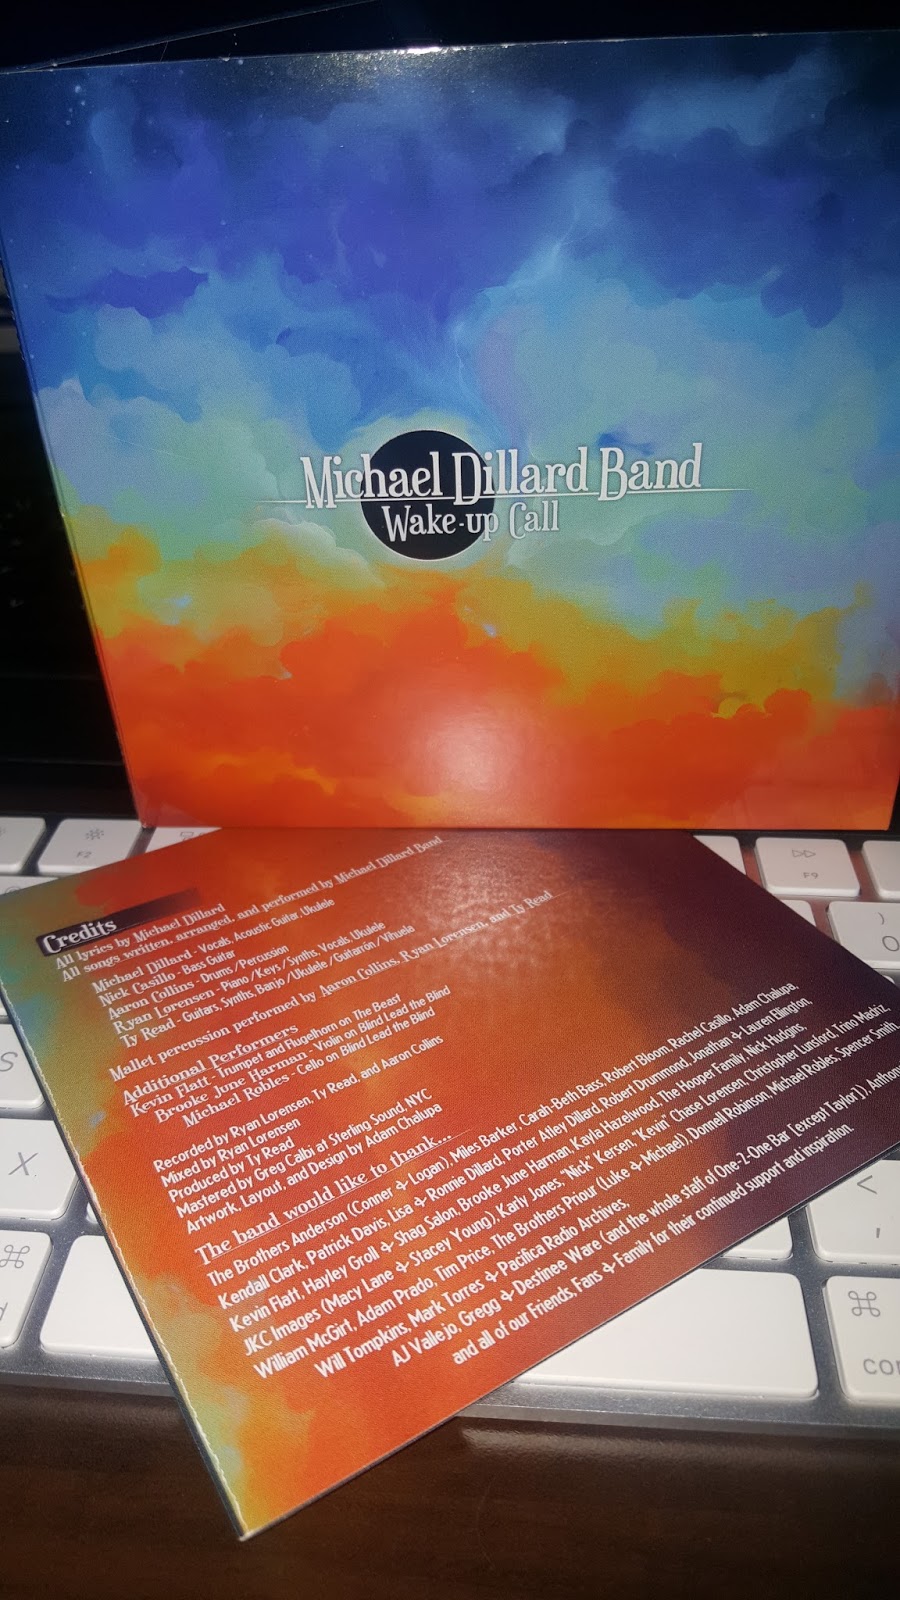 Michael Dillard Band
Wake-up Call
F2
F9
Credits
All lyrics by Michael Dillard
All songs written, arranged, and performed by Michael Dillard Band
Michael Dillard - Vocals, Acoustic Guitar, Ukulele
Nick Casillo - Bass Guitar
Aaron Collins - Drums / Percussion
Ryan Lorensen - Piano / Keys / Synths, Vocals, Ukulele
Ty Read - Guitars, Synths, Banjo / Ukulele / Guitarrón / Vihuela
Mallet percussion performed by Aaron Collins, Ryan Lorensen, and Ty Read
Additional Performers
Kevin Flatt - Trumpet and Flugelhorn on The Beast
Brooke June Harman - Violin on Blind Lead the Blind
Michael Robles - Cello on Blind Lead the Blind
Recorded by Ryan Lorensen, Ty Read, and Aaron Collins
Mixed by Ryan Lorensen
Produced by Ty Read
Mastered by Greg Calbi at Sterling Sound, NYC
Artwork, Layout, and Design by Adam Chalupa
The band would like to thank...
The Brothers Anderson (Conner & Logan), Miles Barker, Carah-Beth Bass, Robert Bloom, Rachel Casillo, Adam Chalupa,
Kendall Clark, Patrick Davis, Lisa & Ronnie Dillard, Porter Atley Dillard, Robert Drummond, Jonathan & Lauren Ellington,
Kevin Flatt, Hayley Groll & Shag Salon, Brooke June Harman, Kayla Hazelwood, The Hooper Family, Nick Hudgins,
JKC Images (Macy Lane & Stacey Young), Karly Jones, "Nick" Kersen, "Kevin" Chase Lorensen, Christopher Lunsford, Trino Madriz,
William McGirt, Adam Prado, Tim Price, The Brothers Priour (Luke & Michael), Donnell Robinson, Michael Robles, Spencer Smith,
Will Tompkins, Mark Torres & Pacifica Radio Archives,
AJ Vallejo, Gregg & Destinee Ware (and the whole staff of One-2-One Bar [except Taylor]), Anthony
and all of our Friends, Fans & Family for their continued support and inspiration.
)
S
O
X
<
,
⌘
⌘